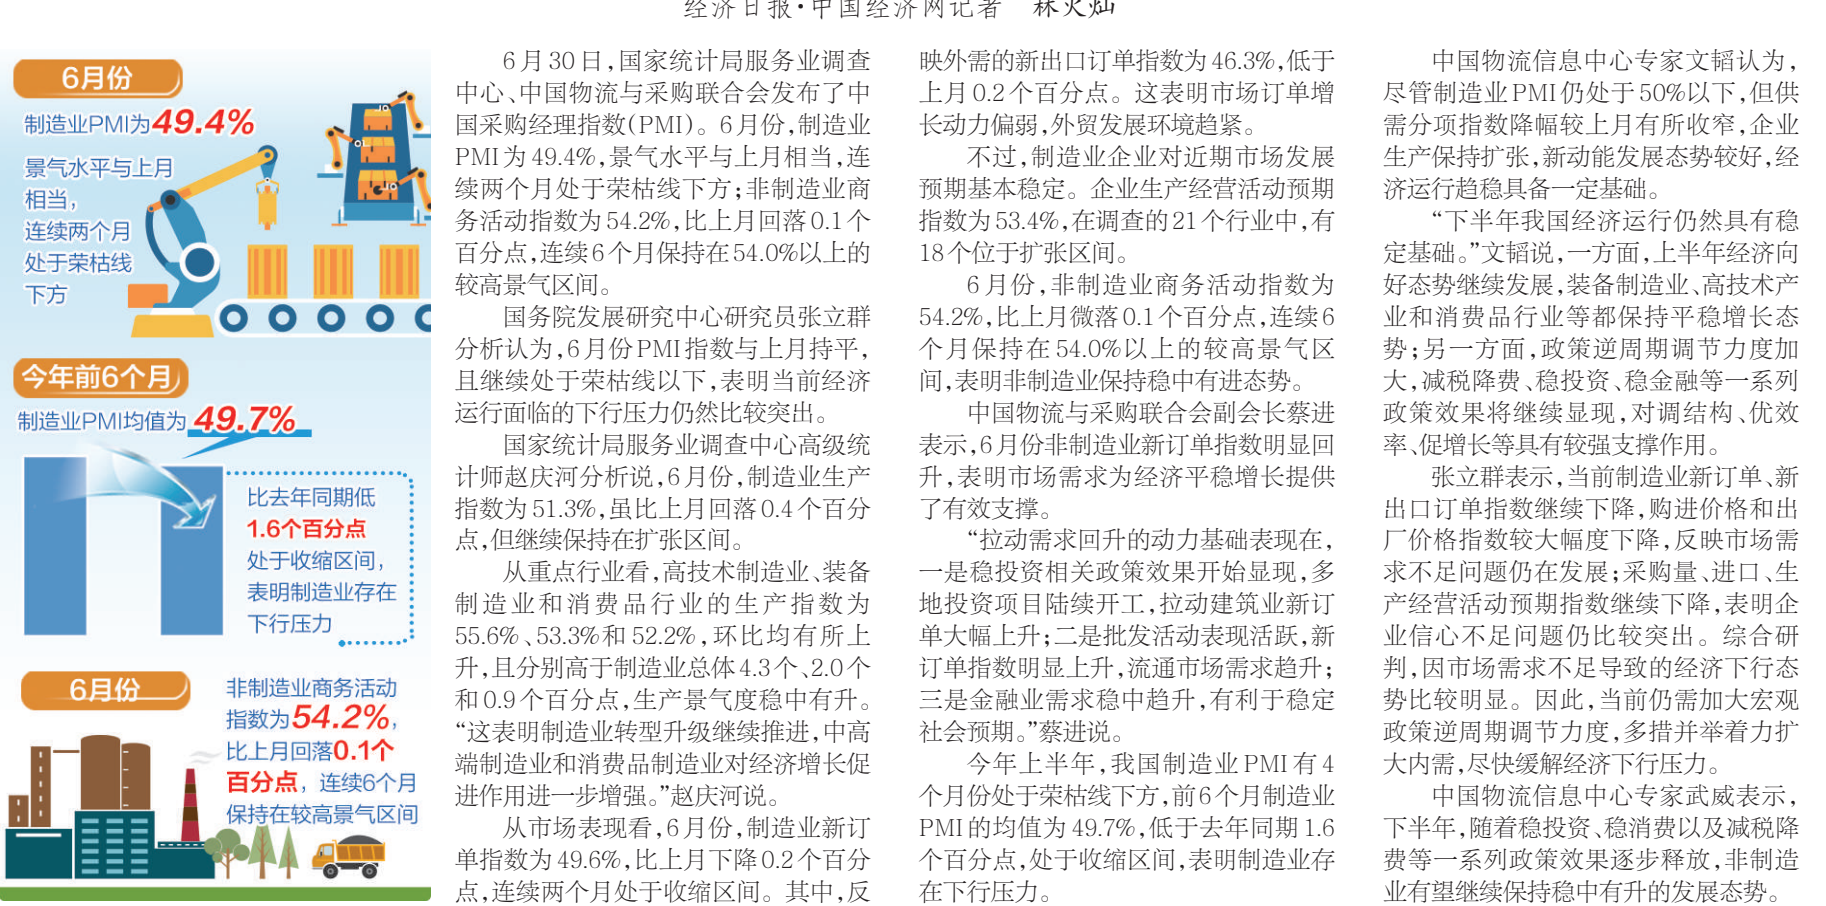 经济日报·中国经济网记者 林火灿
6月份
制造业PMI为49.4%
景气水平与上月
相当，
连续两个月
处于荣枯线
下方
今年前6个月
制造业PMI均值为 49.7%
比去年同期低
1.6个百分点
处于收缩区间，
表明制造业存在
下行压力
6月份
非制造业商务活动
指数为54.2%，
比上月回落0.1个
百分点，连续6个月
保持在较高景气区间
6月30日，国家统计局服务业调查
中心、中国物流与采购联合会发布了中
国采购经理指数(PMI)。6月份，制造业
PMI为49.4%，景气水平与上月相当，连
续两个月处于荣枯线下方；非制造业商
务活动指数为54.2%，比上月回落0.1个
百分点，连续6个月保持在54.0%以上的
较高景气区间。
国务院发展研究中心研究员张立群
分析认为，6月份PMI指数与上月持平，
且继续处于荣枯线以下，表明当前经济
运行面临的下行压力仍然比较突出。
国家统计局服务业调查中心高级统
计师赵庆河分析说，6月份，制造业生产
指数为51.3%，虽比上月回落0.4个百分
点，但继续保持在扩张区间。
从重点行业看，高技术制造业、装备
制造业和消费品行业的生产指数为
55.6%、53.3%和52.2%，环比均有所上
升，且分别高于制造业总体4.3个、2.0个
和0.9个百分点，生产景气度稳中有升。
“这表明制造业转型升级继续推进，中高
端制造业和消费品制造业对经济增长促
进作用进一步增强。”赵庆河说。
从市场表现看，6月份，制造业新订
单指数为49.6%，比上月下降0.2个百分
点，连续两个月处于收缩区间。其中，反
映外需的新出口订单指数为46.3%，低于
上月0.2个百分点。这表明市场订单增
长动力偏弱，外贸发展环境趋紧。
不过，制造业企业对近期市场发展
预期基本稳定。企业生产经营活动预期
指数为53.4%，在调查的21个行业中，有
18个位于扩张区间。
6月份，非制造业商务活动指数为
54.2%，比上月微落0.1个百分点，连续6
个月保持在54.0%以上的较高景气区
间，表明非制造业保持稳中有进态势。
中国物流与采购联合会副会长蔡进
表示，6月份非制造业新订单指数明显回
升，表明市场需求为经济平稳增长提供
了有效支撑。
“拉动需求回升的动力基础表现在，
一是稳投资相关政策效果开始显现，多
地投资项目陆续开工，拉动建筑业新订
单大幅上升；二是批发活动表现活跃，新
订单指数明显上升，流通市场需求趋升；
三是金融业需求稳中趋升，有利于稳定
社会预期。”蔡进说。
今年上半年，我国制造业PMI有4
个月份处于荣枯线下方，前6个月制造业
PMI的均值为49.7%，低于去年同期1.6
个百分点，处于收缩区间，表明制造业存
在下行压力。
中国物流信息中心专家文韬认为，
尽管制造业PMI仍处于50%以下，但供
需分项指数降幅较上月有所收窄，企业
生产保持扩张，新动能发展态势较好，经
济运行趋稳具备一定基础。
“下半年我国经济运行仍然具有稳
定基础。”文韬说，一方面，上半年经济向
好态势继续发展，装备制造业、高技术产
业和消费品行业等都保持平稳增长态
势；另一方面，政策逆周期调节力度加
大，减税降费、稳投资、稳金融等一系列
政策效果将继续显现，对调结构、优效
率、促增长等具有较强支撑作用。
张立群表示，当前制造业新订单、新
出口订单指数继续下降，购进价格和出
厂价格指数较大幅度下降，反映市场需
求不足问题仍在发展；采购量、进口、生
产经营活动预期指数继续下降，表明企
业信心不足问题仍比较突出。综合研
判，因市场需求不足导致的经济下行态
势比较明显。因此，当前仍需加大宏观
政策逆周期调节力度，多措并举着力扩
大内需，尽快缓解经济下行压力。
中国物流信息中心专家武威表示，
下半年，随着稳投资、稳消费以及减税降
费等一系列政策效果逐步释放，非制造
业有望继续保持稳中有升的发展态势。